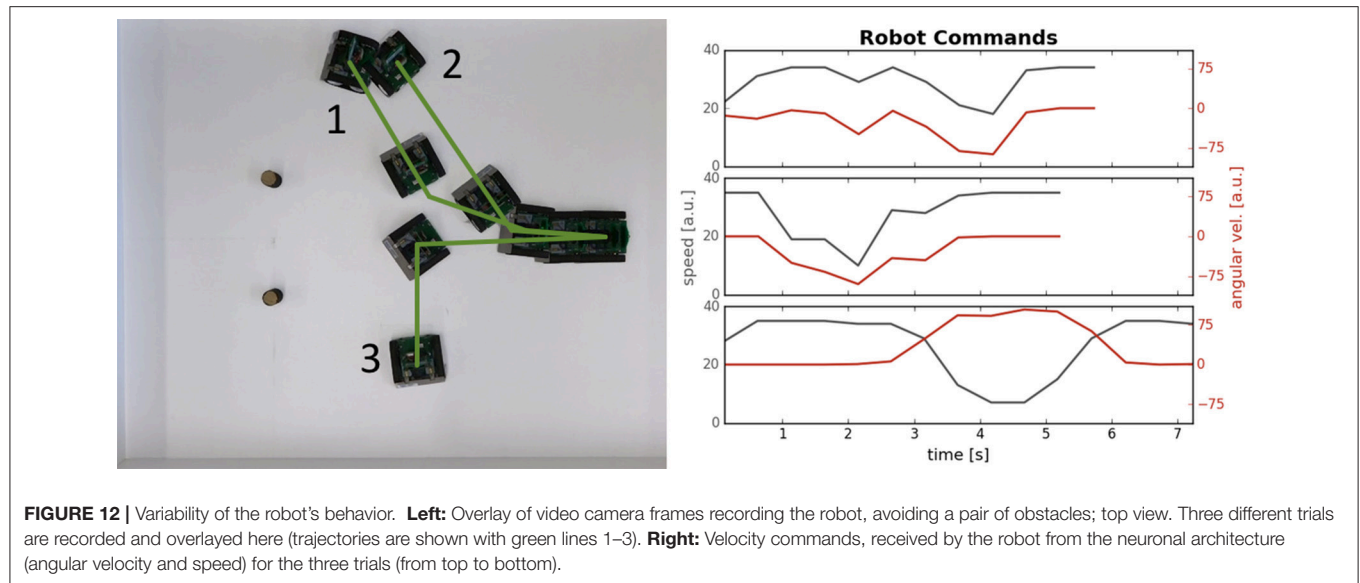 1
2
3
Robot Commands
40
20
0
75
0
−75
40
20
0
75
0
−75
40
20
0
75
0
−75
speed [a.u.]
angular vel. [a.u.]
1 2 3 4 5 6 7
time [s]
FIGURE 12 | Variability of the robot's behavior. Left: Overlay of video camera frames recording the robot, avoiding a pair of obstacles; top view. Three different trials
are recorded and overlayed here (trajectories are shown with green lines 1–3). Right: Velocity commands, received by the robot from the neuronal architecture
(angular velocity and speed) for the three trials (from top to bottom).